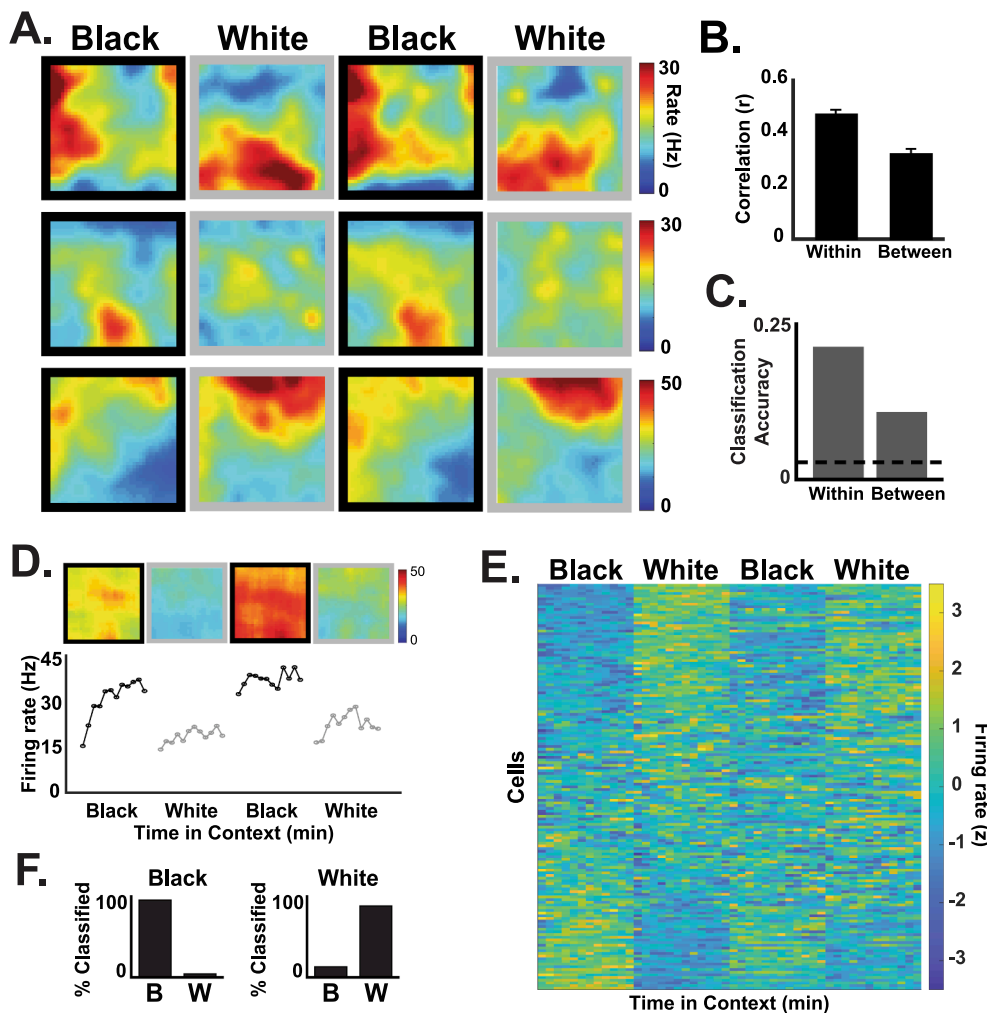 A.
Black White Black White
30
Rate (Hz)
0
30
0
50
0
B.
0.6
0.4
0.2
Correlation (r)
Within Between
C.
0.25
0
Classification
Accuracy
Within Between
D.
50
0
45
30
15
0
Firing rate (Hz)
Black White Black White
Time in Context (min)
E.
Black White Black White
Cells
3
2
1
0
-1
-2
-3
Firing rate (z)
Time in Context (min)
F.
Black White
100
0
% Classified
B W
100
0
% Classified
B W